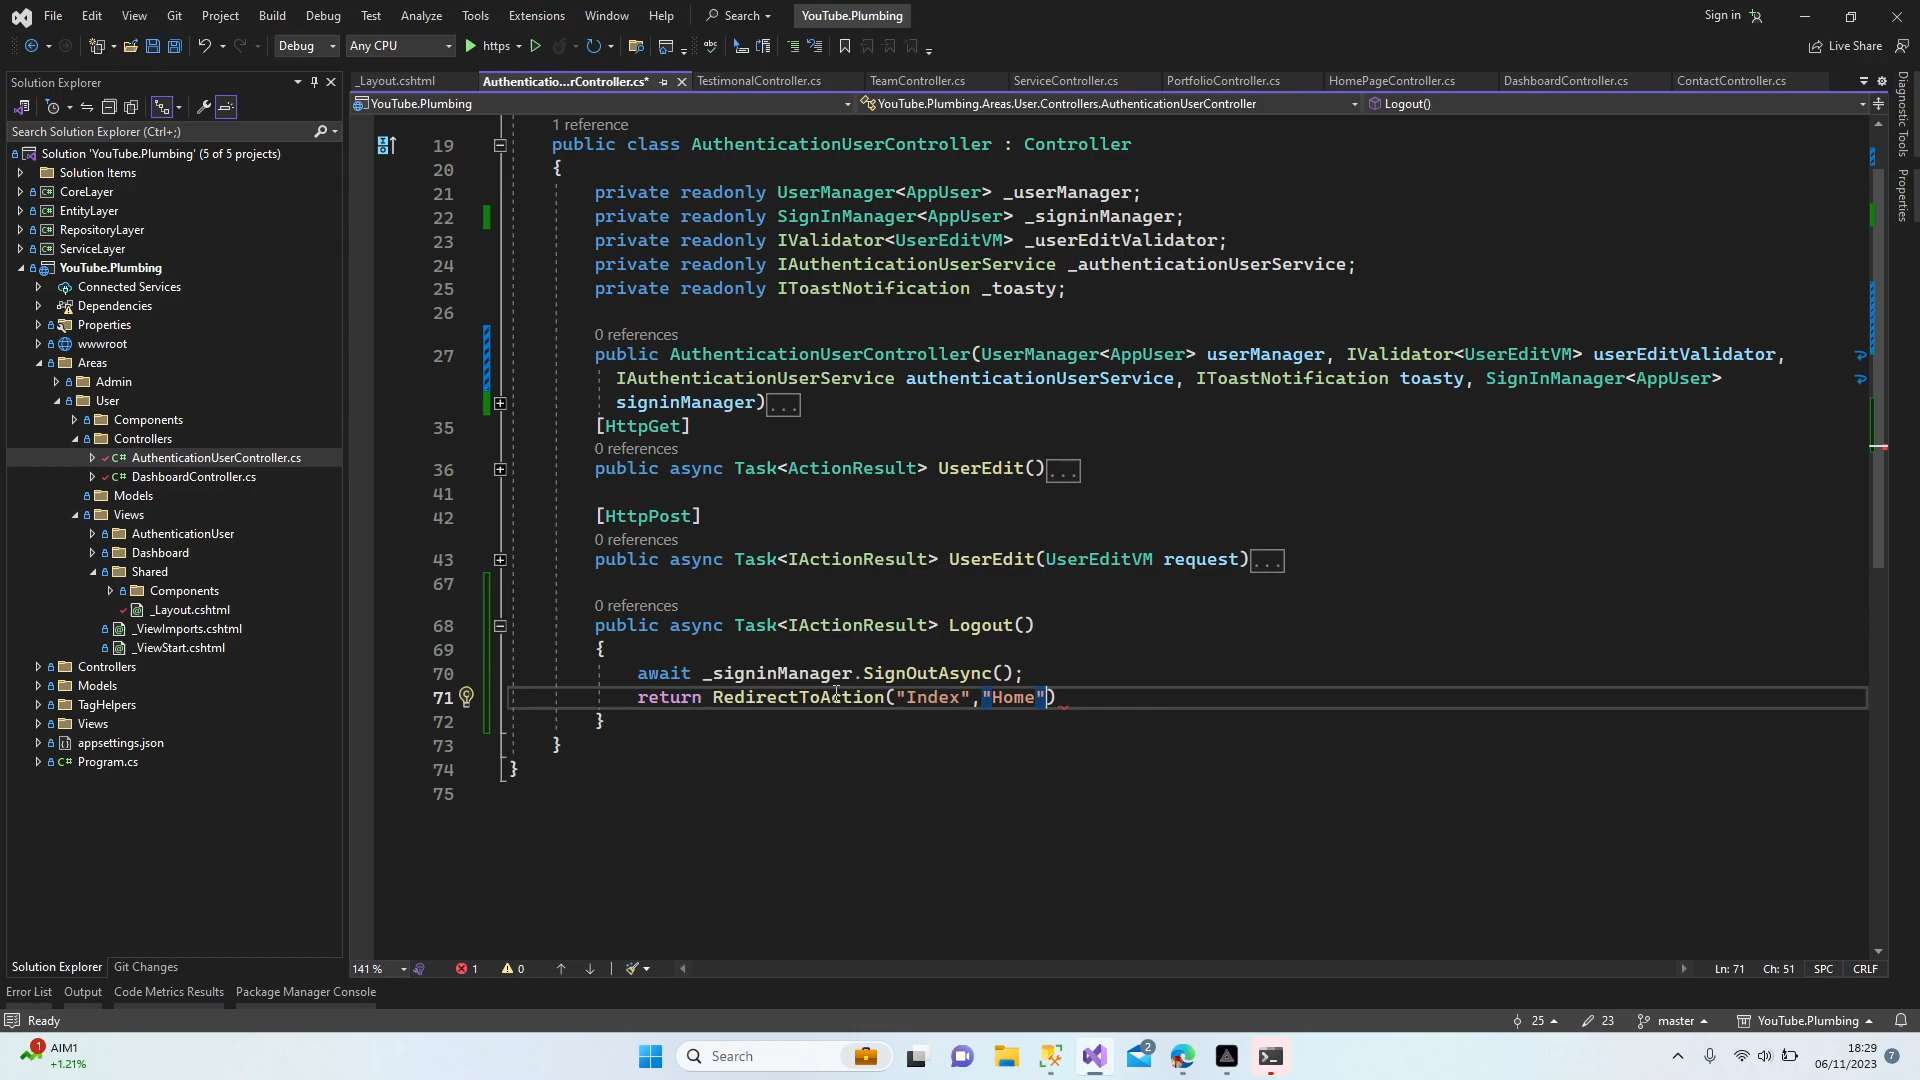 File Edit View Git Project Build Debug Test Analyze Tools Extensions Window Help Search YouTube.Plumbing Sign in
Debug Any CPU https Live Share
Solution Explorer
Search Solution Explorer (Ctrl+;)
Solution 'YouTube.Plumbing' (5 of 5 projects)
Solution Items
CoreLayer
EntityLayer
RepositoryLayer
ServiceLayer
YouTube.Plumbing
Connected Services
Dependencies
Properties
wwwroot
Areas
Admin
User
Components
Controllers
C# AuthenticationUserController.cs
C# DashboardController.cs
Models
Views
AuthenticationUser
Dashboard
Shared
Components
_Layout.cshtml
_ViewImports.cshtml
_ViewStart.cshtml
Controllers
Models
TagHelpers
Views
appsettings.json
C# Program.cs
Solution Explorer Git Changes
_Layout.cshtml Authenticatio...rController.cs* TestimonalController.cs TeamController.cs ServiceController.cs PortfolioController.cs HomePageController.cs DashboardController.cs ContactController.cs
YouTube.Plumbing YouTube.Plumbing.Areas.User.Controllers.AuthenticationUserController Logout()
1 reference
19 public class AuthenticationUserController : Controller
20 {
21 private readonly UserManager<AppUser> _userManager;
22 private readonly SignInManager<AppUser> _signinManager;
23 private readonly IValidator<UserEditVM> _userEditValidator;
24 private readonly IAuthenticationUserService _authenticationUserService;
25 private readonly IToastNotification _toasty;
26
0 references
27 public AuthenticationUserController(UserManager<AppUser> userManager, IValidator<UserEditVM> userEditValidator,
IAuthenticationUserService authenticationUserService, IToastNotification toasty, SignInManager<AppUser>
signinManager)...
35 [HttpGet]
0 references
36 public async Task<ActionResult> UserEdit()...
41
42 [HttpPost]
0 references
43 public async Task<IActionResult> UserEdit(UserEditVM request)...
67
0 references
68 public async Task<IActionResult> Logout()
69 {
70 await _signinManager.SignOutAsync();
71 return RedirectToAction("Index","Home")
72 }
73 }
74 }
75
Diagnostic Tools
Properties
141 % 1 0 Ln: 71 Ch: 51 SPC CRLF
Error List Output Code Metrics Results Package Manager Console
Ready 25 23 master YouTube.Plumbing
1 AIM1
+1.21%
Search
2
18:29
06/11/2023
7